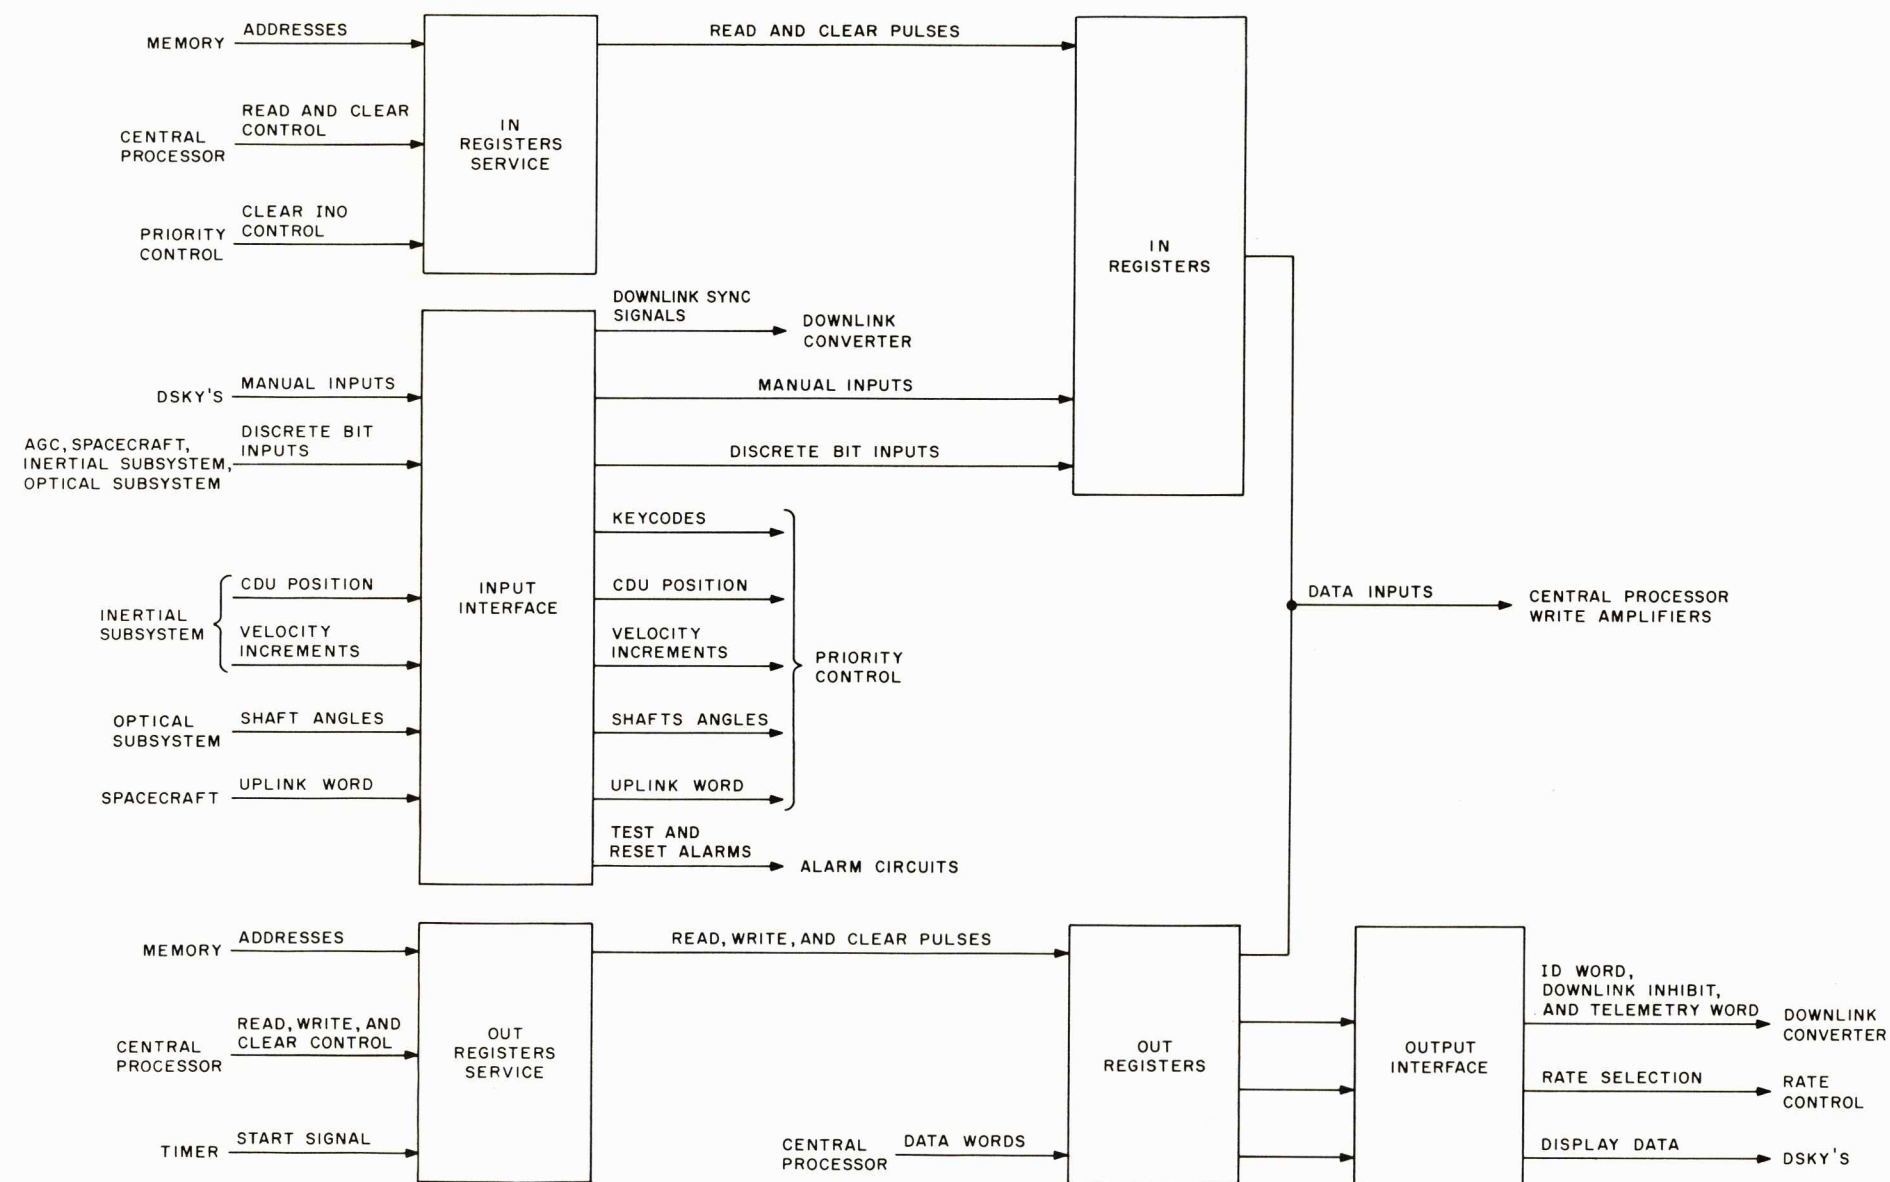 MEMORY
ADDRESSES
READ AND CLEAR PULSES
CENTRAL
PROCESSOR
READ AND CLEAR
CONTROL
PRIORITY
CONTROL
CLEAR INO
CONTROL
IN
REGISTERS
SERVICE
IN
REGISTERS
DOWNLINK SYNC
SIGNALS
DOWNLINK
CONVERTER
DSKY'S
MANUAL INPUTS
MANUAL INPUTS
AGC, SPACECRAFT,
INERTIAL SUBSYSTEM,
OPTICAL SUBSYSTEM
DISCRETE BIT
INPUTS
DISCRETE BIT INPUTS
KEYCODES
INERTIAL
SUBSYSTEM
CDU POSITION
VELOCITY
INCREMENTS
INPUT
INTERFACE
CDU POSITION
VELOCITY
INCREMENTS
PRIORITY
CONTROL
DATA INPUTS
CENTRAL PROCESSOR
WRITE AMPLIFIERS
OPTICAL
SUBSYSTEM
SHAFT ANGLES
SHAFTS ANGLES
SPACECRAFT
UPLINK WORD
UPLINK WORD
TEST AND
RESET ALARMS
ALARM CIRCUITS
MEMORY
ADDRESSES
READ, WRITE, AND CLEAR PULSES
CENTRAL
PROCESSOR
READ, WRITE, AND
CLEAR CONTROL
TIMER
START SIGNAL
OUT
REGISTERS
SERVICE
CENTRAL
PROCESSOR
DATA WORDS
OUT
REGISTERS
OUTPUT
INTERFACE
ID WORD,
DOWNLINK INHIBIT,
AND TELEMETRY WORD
DOWNLINK
CONVERTER
RATE SELECTION
RATE
CONTROL
DISPLAY DATA
DSKY'S